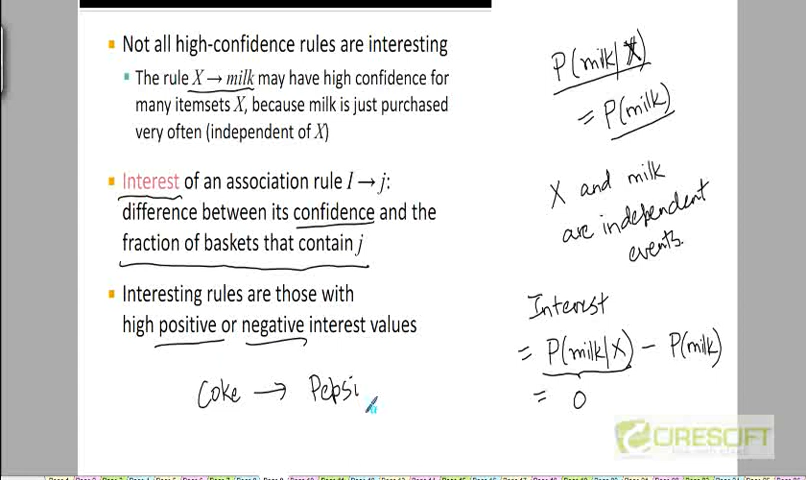 Not all high-confidence rules are interesting
The rule X → milk may have high confidence for
many itemsets X, because milk is just purchased
very often (independent of X)
Interest of an association rule I → j:
difference between its confidence and the
fraction of baskets that contain j
Interesting rules are those with
high positive or negative interest values
Coke → Pepsi
P(milk|X)
= P(milk)
X and milk
are independent
events.
Interest
= P(milk|X) - P(milk)
= 0
CIRESOFT